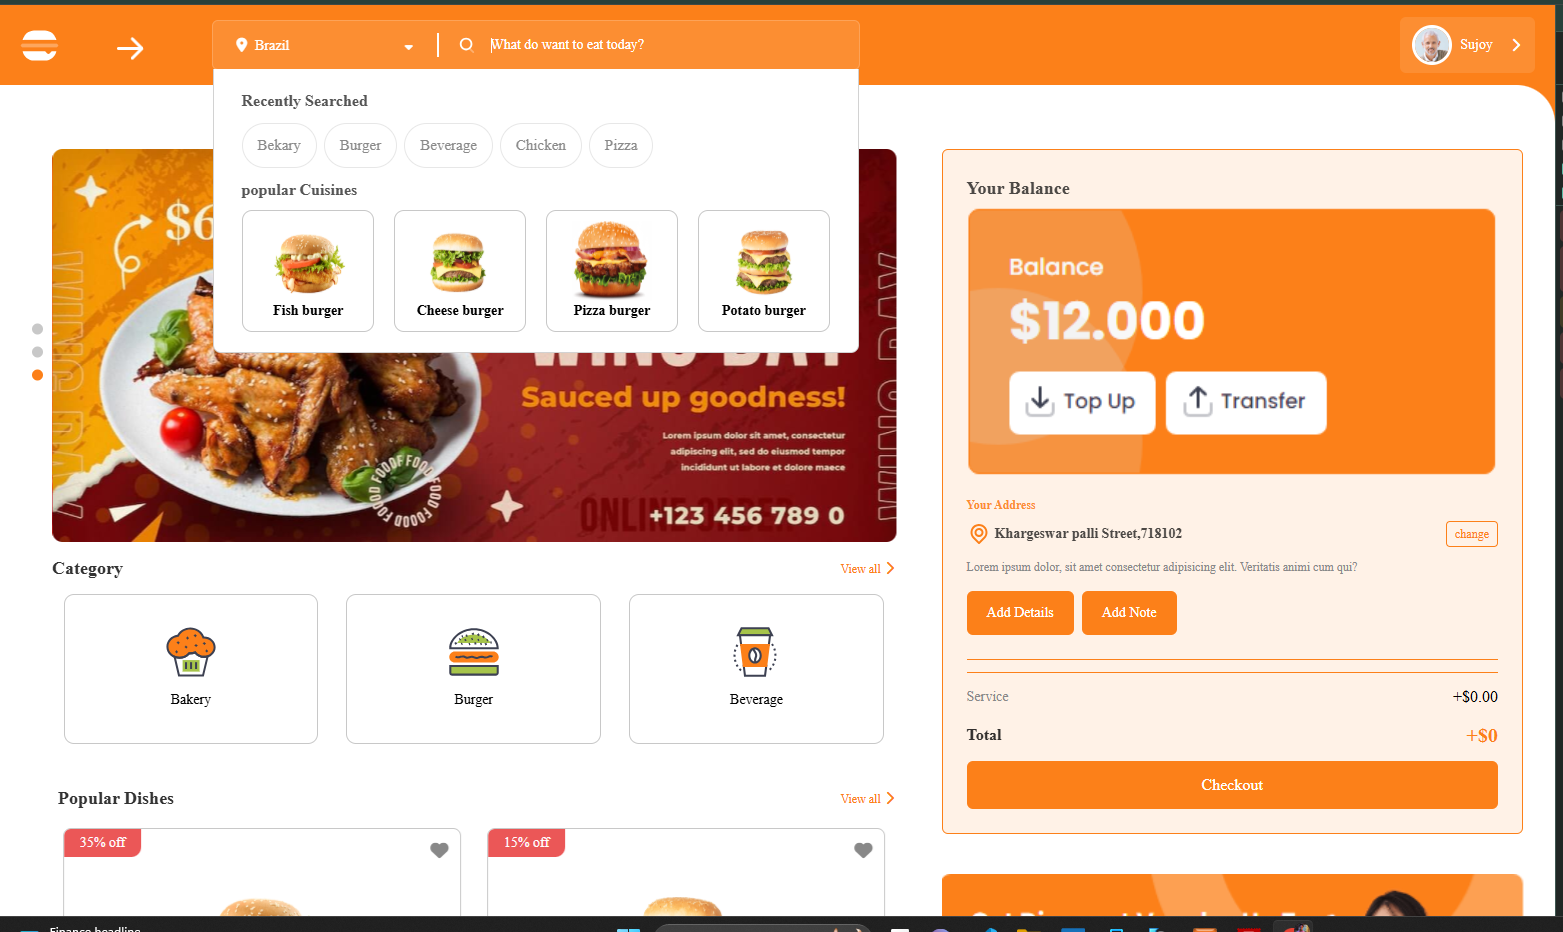 Brazil
What do want to eat today?
Sujoy
Recently Searched
Bekary
Burger
Beverage
Chicken
Pizza
popular Cuisines
Fish burger
Cheese burger
Pizza burger
Potato burger
$6
WING DAY
Sauced up goodness!
Lorem ipsum dolor sit amet, consectetur
adipiscing elit, sed do eiusmod tempor
incididunt ut labore et dolore maece
FOOD FOOD FOOD FOOD
ONLINE ORDER
+123 456 789 0
Category
View all
Bakery
Burger
Beverage
Popular Dishes
View all
35% off
15% off
Your Balance
Balance
$12.000
Top Up
Transfer
Your Address
Khargeswar palli Street,718102
change
Lorem ipsum dolor, sit amet consectetur adipisicing elit. Veritatis animi cum qui?
Add Details
Add Note
Service
+$0.00
Total
+$0
Checkout
Finance headline